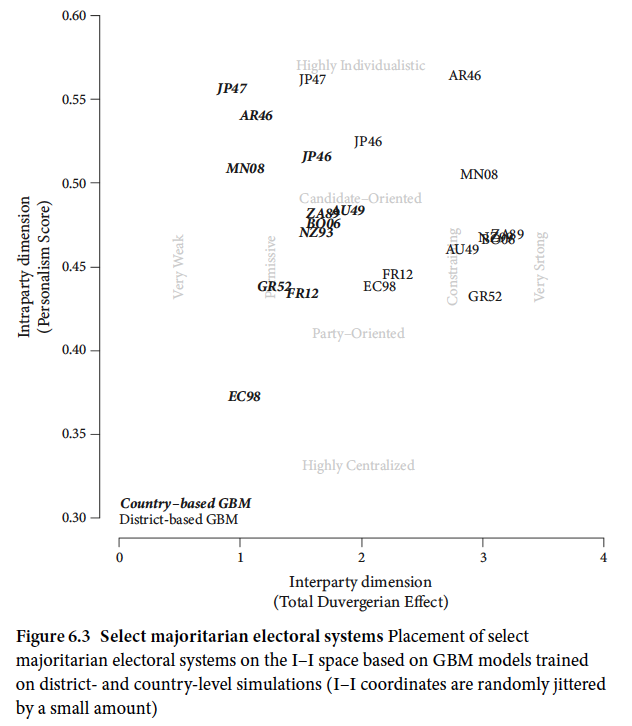 0.60
Highly Individualistic
JP47
AR46
JP47
0.55
AR46
JP46
JP46
MN08
MN08
0.50
Candidate–Oriented
ZA89
AU49
BO06
NZ93
ZA89
AU49
Intraparty dimension
(Personalism Score)
Very Weak
Permissive
Constraining
Very Srtong
0.45
FR12
GR52
FR12
EC98
GR52
Party–Oriented
0.40
EC98
0.35
Highly Centralized
Country–based GBM
District-based GBM
0.30
0 1 2 3 4
Interparty dimension
(Total Duvergerian Effect)
Figure 6.3 Select majoritarian electoral systems Placement of select
majoritarian electoral systems on the I–I space based on GBM models trained
on district- and country-level simulations (I–I coordinates are randomly jittered
by a small amount)